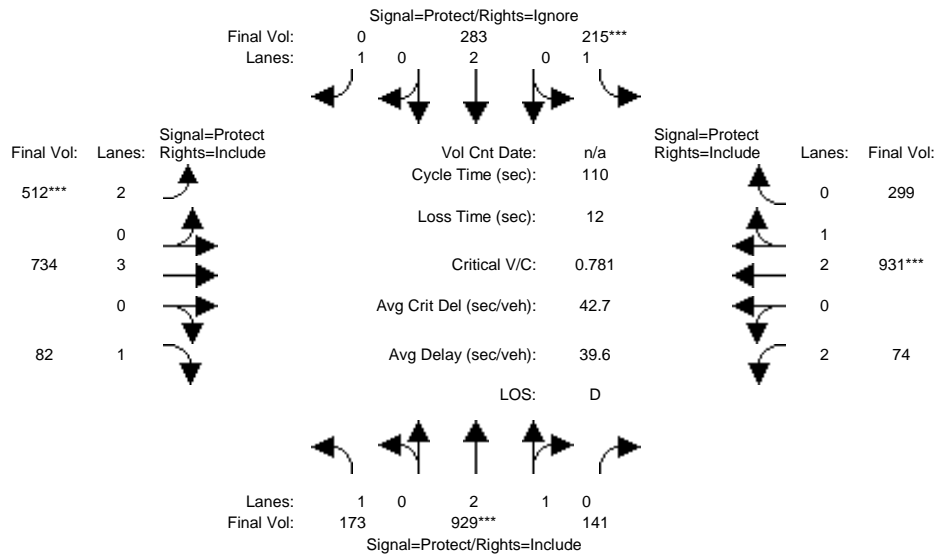 Signal=Protect/Rights=Ignore
Final Vol: 0 283 215***
Lanes: 1 0 2 0 1
Signal=Protect
Final Vol: Lanes: Rights=Include
Vol Cnt Date: n/a
Signal=Protect
Rights=Include Lanes: Final Vol:
Cycle Time (sec): 110
512*** 2
0 299
Loss Time (sec): 12
0
1
734 3
Critical V/C: 0.781
2 931***
0
Avg Crit Del (sec/veh): 42.7
0
82 1
Avg Delay (sec/veh): 39.6
2 74
LOS: D
Lanes: 1 0 2 1 0
Final Vol: 173 929*** 141
Signal=Protect/Rights=Include